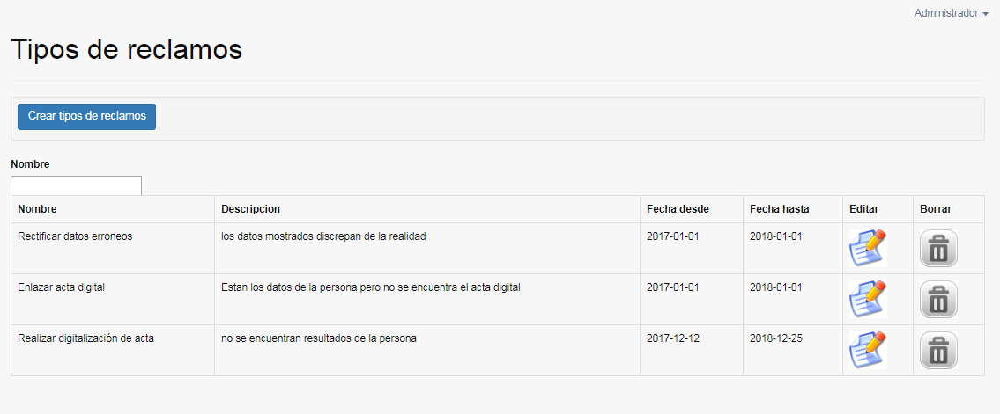 Administrador
Tipos de reclamos
Crear tipos de reclamos
Nombre
Nombre Descripcion Fecha desde Fecha hasta Editar Borrar
Rectificar datos erroneos los datos mostrados discrepan de la realidad 2017-01-01 2018-01-01
Enlazar acta digital Estan los datos de la persona pero no se encuentra el acta digital 2017-01-01 2018-01-01
Realizar digitalización de acta no se encuentran resultados de la persona 2017-12-12 2018-12-25